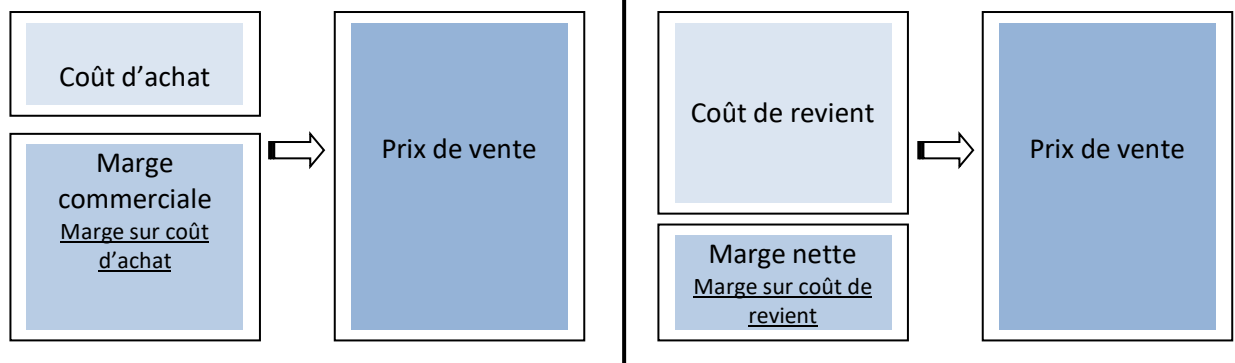 Coût d’achat
Marge
commerciale
Marge sur coût
d’achat
Prix de vente
Coût de revient
Marge nette
Marge sur coût de
revient
Prix de vente